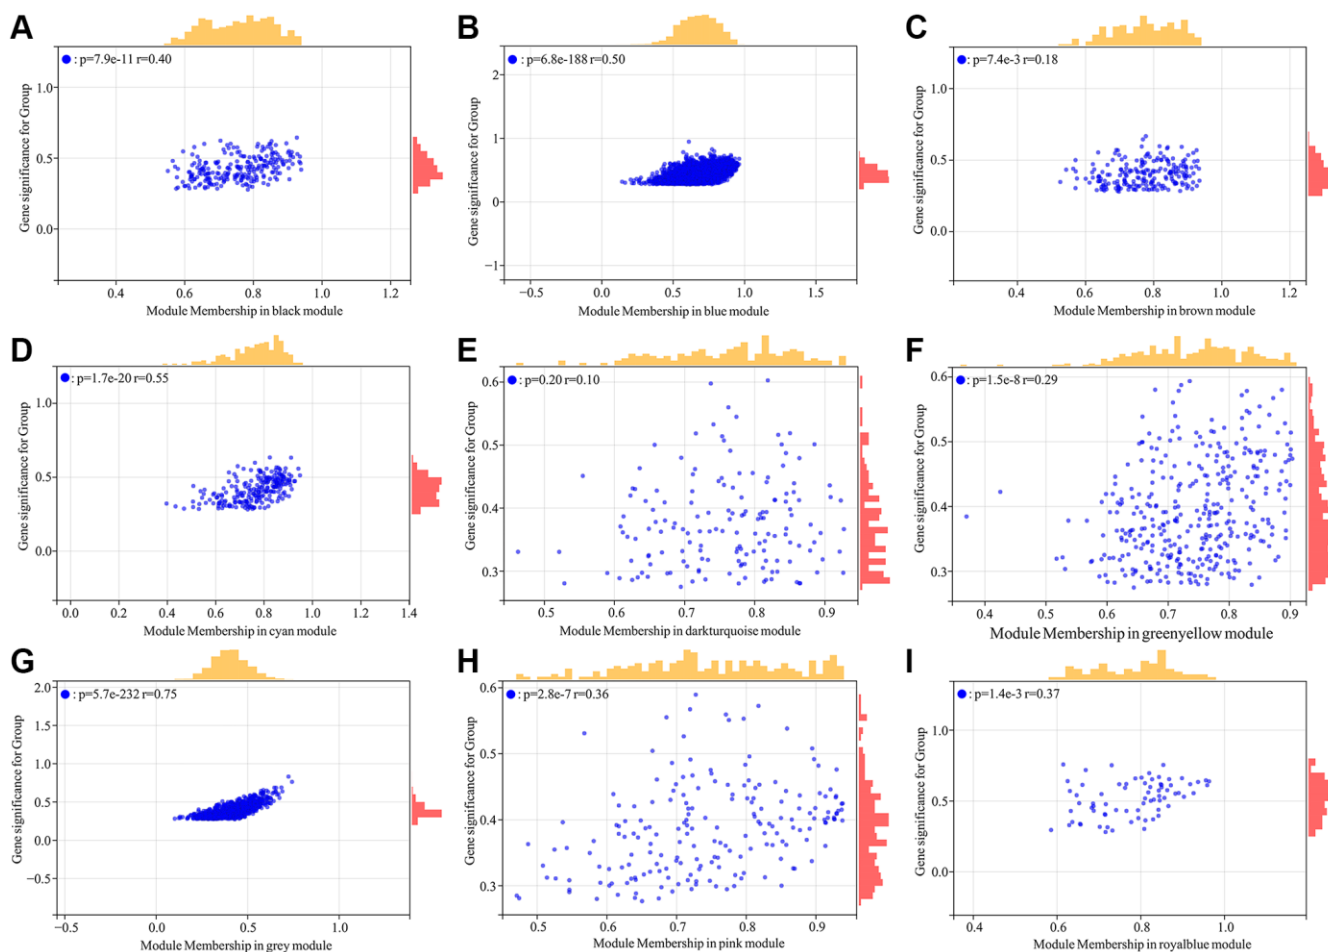 A
: p=7.9e-11 r=0.40
Gene significance for Group
1.0
0.5
0.0
0.4 0.6 0.8 1.0 1.2
Module Membership in black module
B
: p=6.8e-188 r=0.50
Gene significance for Group
2
1
0
−1
−0.5 0.0 0.5 1.0 1.5
Module Membership in blue module
C
: p=7.4e-3 r=0.18
Gene significance for Group
1.0
0.5
0.0
0.4 0.6 0.8 1.0 1.2
Module Membership in brown module
D
: p=1.7e-20 r=0.55
Gene significance for Group
1.0
0.5
0.0
0.0 0.2 0.4 0.6 0.8 1.0 1.2 1.4
Module Membership in cyan module
E
: p=0.20 r=0.10
Gene significance for Group
0.6
0.5
0.4
0.3
0.5 0.6 0.7 0.8 0.9
Module Membership in darkturquoise module
F
: p=1.5e-8 r=0.29
Gene significance for Group
0.6
0.5
0.4
0.3
0.4 0.5 0.6 0.7 0.8 0.9
Module Membership in greenyellow module
G
: p=5.7e-232 r=0.75
Gene significance for Group
2.0
1.5
1.0
0.5
0.0
−0.5
−0.5 0.0 0.5 1.0
Module Membership in grey module
H
: p=2.8e-7 r=0.36
Gene significance for Group
0.6
0.5
0.4
0.3
0.5 0.6 0.7 0.8 0.9
Module Membership in pink module
I
: p=1.4e-3 r=0.37
Gene significance for Group
1.0
0.5
0.0
0.4 0.6 0.8 1.0 1.2
Module Membership in royalblue module